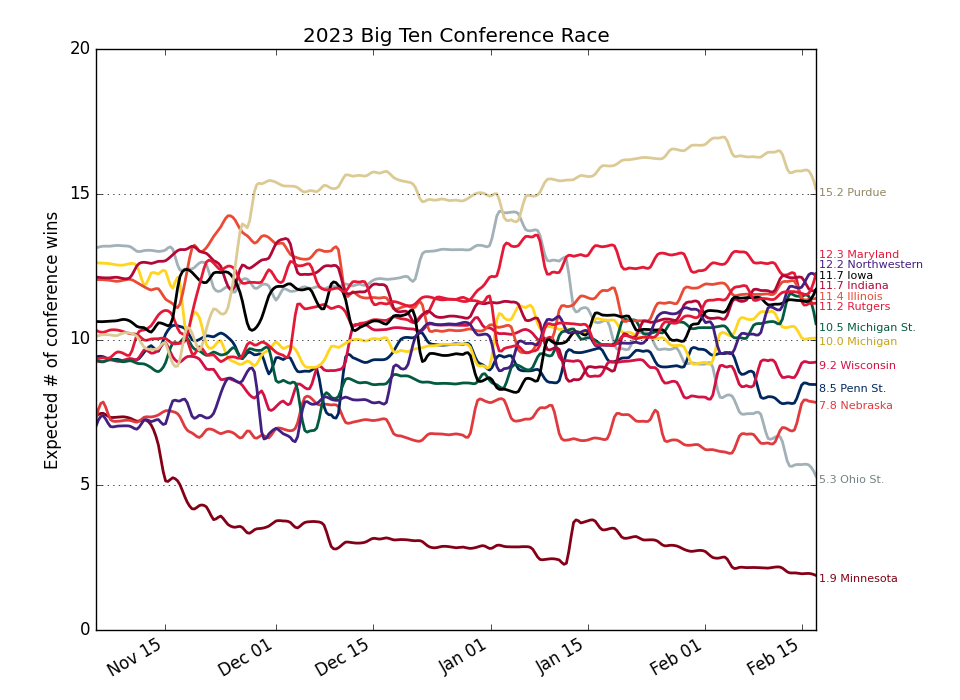 2023 Big Ten Conference Race
Expected # of conference wins
20
15
10
5
0
15.2 Purdue
12.3 Maryland
12.2 Northwestern
11.7 Iowa
11.7 Indiana
11.4 Illinois
11.2 Rutgers
10.5 Michigan St.
10.0 Michigan
9.2 Wisconsin
8.5 Penn St.
7.8 Nebraska
5.3 Ohio St.
1.9 Minnesota
Nov 15
Dec 01
Dec 15
Jan 01
Jan 15
Feb 01
Feb 15